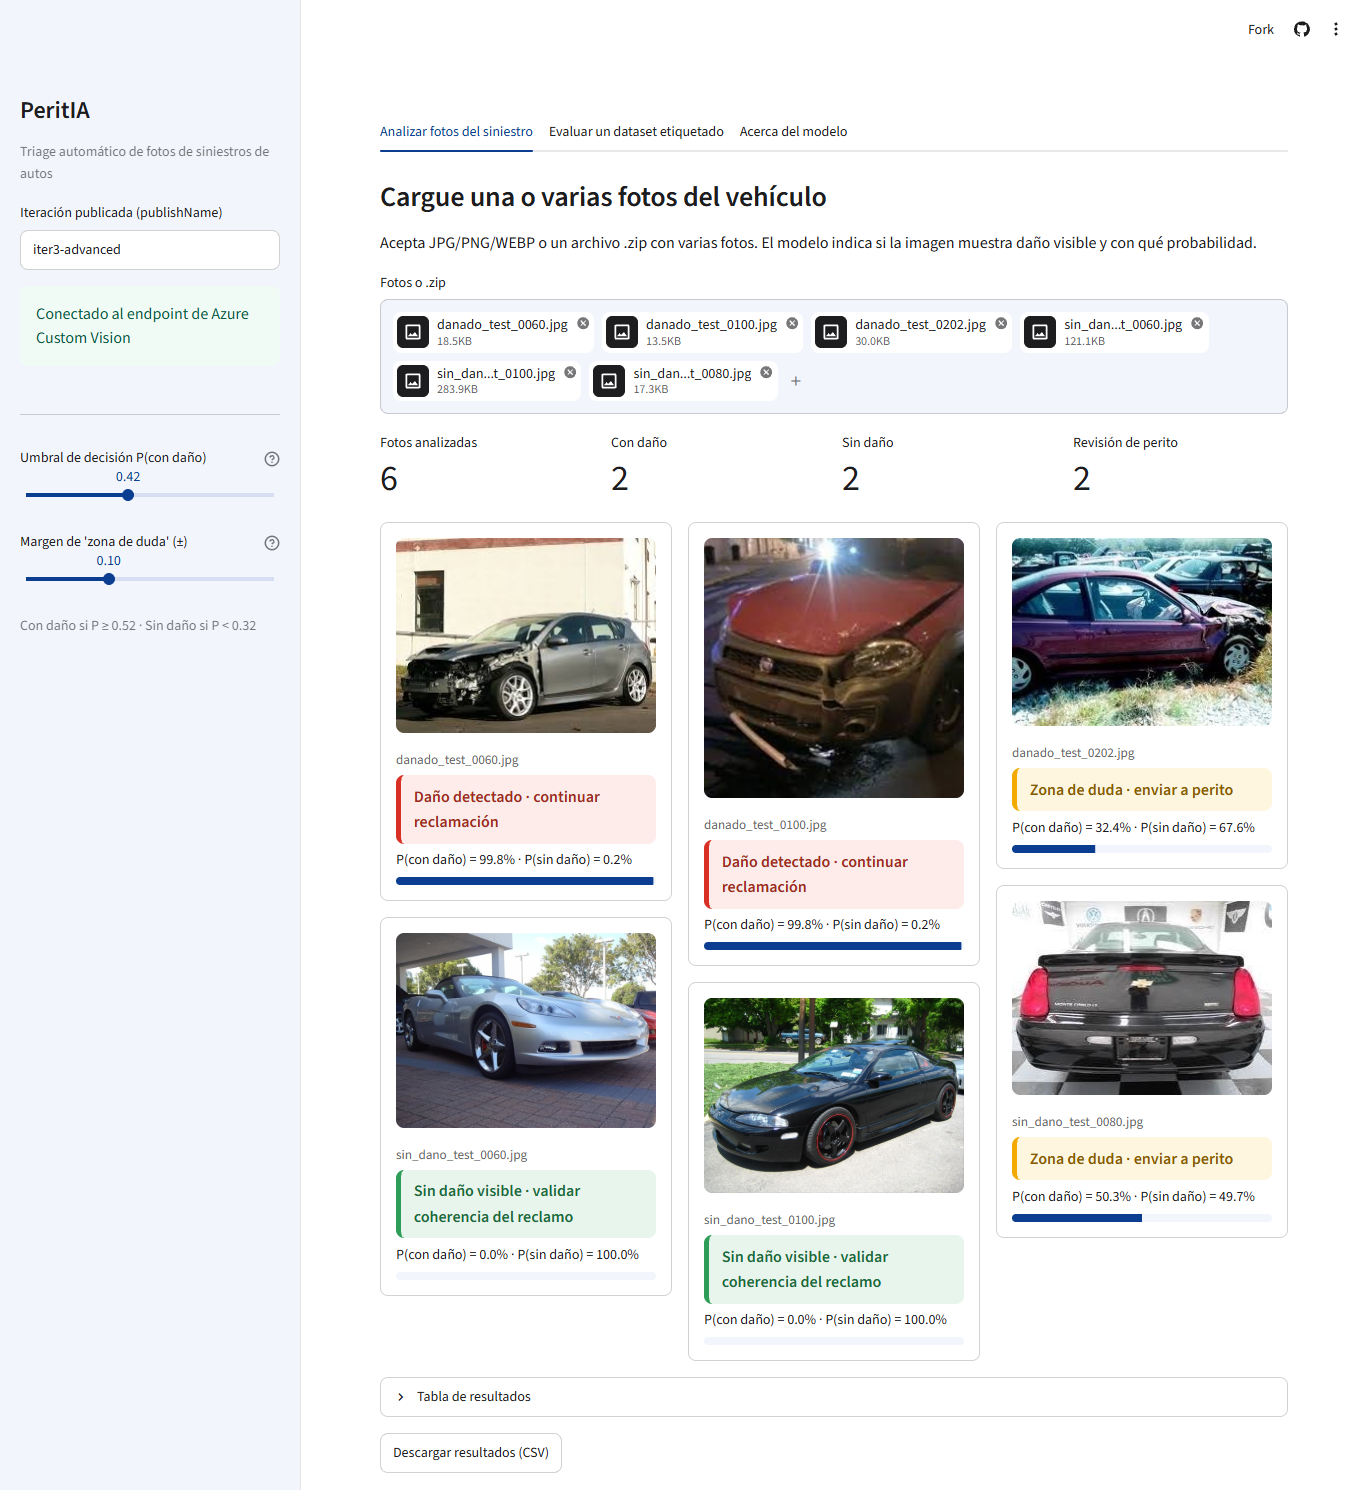 Fork
PeritIA
Triage automático de fotos de siniestros de
autos
Iteración publicada (publishName)
iter3-advanced
Conectado al endpoint de Azure
Custom Vision
Umbral de decisión P(con daño)
0.42
Margen de 'zona de duda' (±)
0.10
Con daño si P ≥ 0.52 · Sin daño si P < 0.32
Analizar fotos del siniestro
Evaluar un dataset etiquetado
Acerca del modelo
Cargue una o varias fotos del vehículo
Acepta JPG/PNG/WEBP o un archivo .zip con varias fotos. El modelo indica si la imagen muestra daño visible y con qué probabilidad.
Fotos o .zip
danado_test_0060.jpg
18.5KB
danado_test_0100.jpg
13.5KB
danado_test_0202.jpg
30.0KB
sin_dan...t_0060.jpg
121.1KB
sin_dan...t_0100.jpg
283.9KB
sin_dan...t_0080.jpg
17.3KB
Fotos analizadas
6
Con daño
2
Sin daño
2
Revisión de perito
2
danado_test_0060.jpg
Daño detectado · continuar
reclamación
P(con daño) = 99.8% · P(sin daño) = 0.2%
danado_test_0100.jpg
Daño detectado · continuar
reclamación
P(con daño) = 99.8% · P(sin daño) = 0.2%
danado_test_0202.jpg
Zona de duda · enviar a perito
P(con daño) = 32.4% · P(sin daño) = 67.6%
sin_dano_test_0060.jpg
Sin daño visible · validar
coherencia del reclamo
P(con daño) = 0.0% · P(sin daño) = 100.0%
sin_dano_test_0100.jpg
Sin daño visible · validar
coherencia del reclamo
P(con daño) = 0.0% · P(sin daño) = 100.0%
MONTE CARLO LT
sin_dano_test_0080.jpg
Zona de duda · enviar a perito
P(con daño) = 50.3% · P(sin daño) = 49.7%
Tabla de resultados
Descargar resultados (CSV)